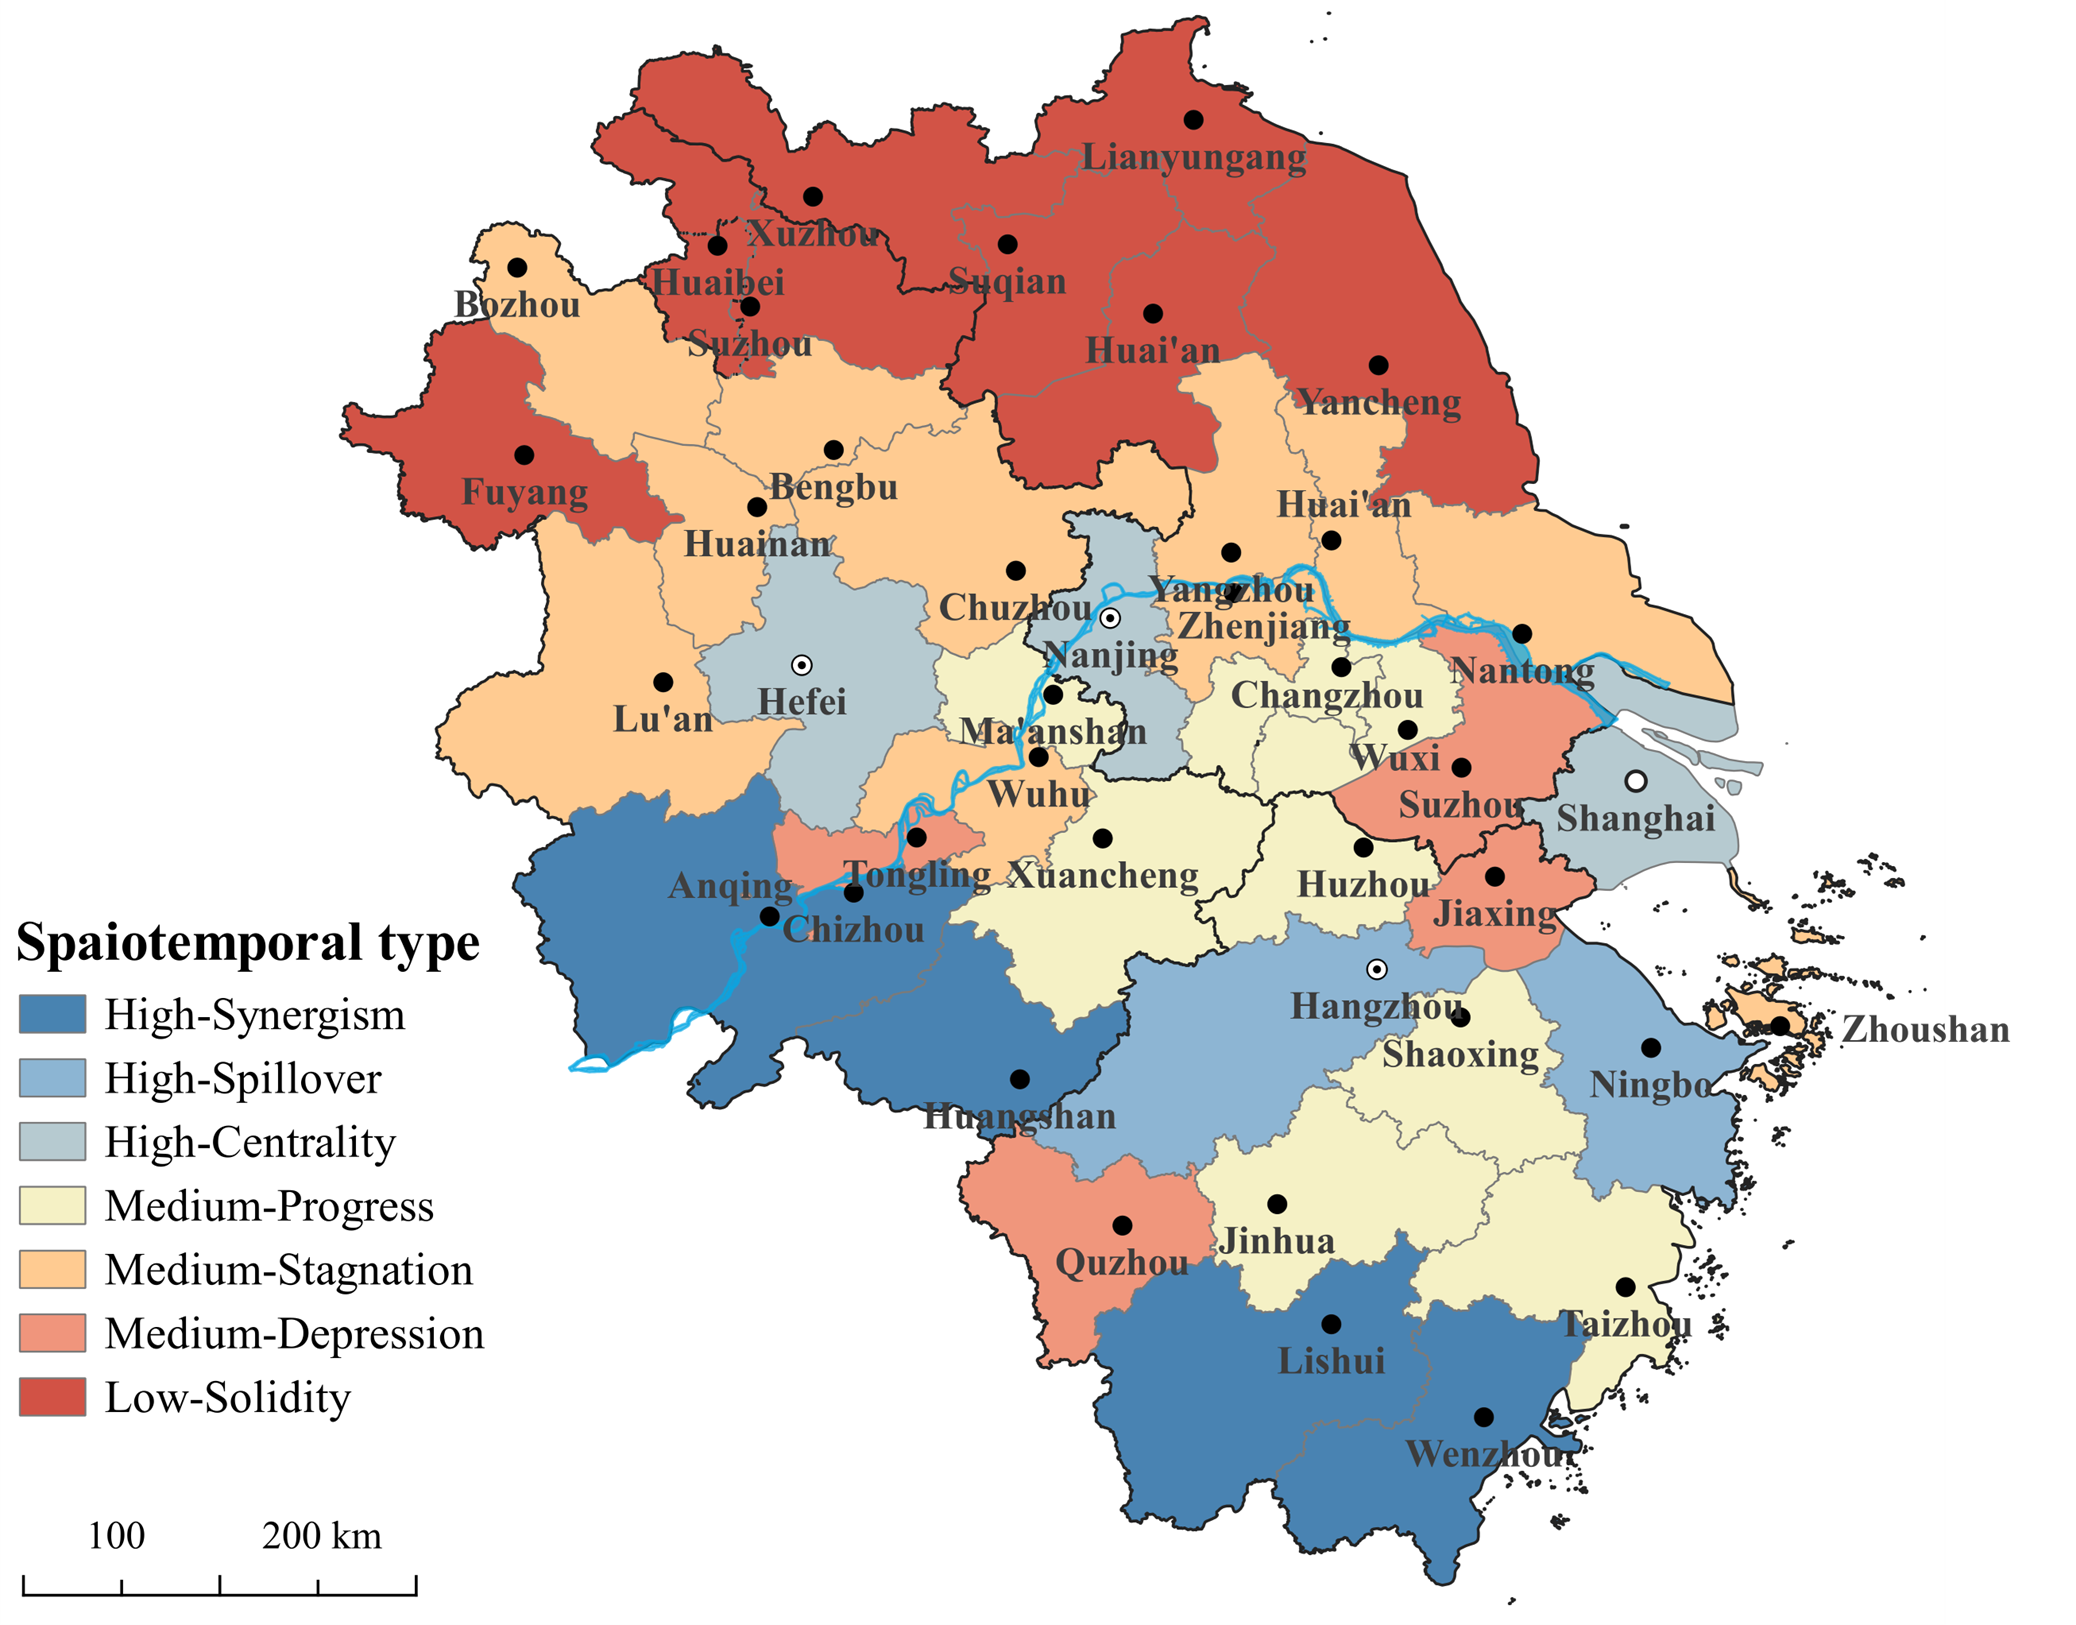 Lianyungang
Xuzhou
Huaibei
Suqian
Bozhou
Suzhou
Huai'an
Yancheng
Fuyang
Bengbu
Huai'an
Huainan
Yangzhou
Chuzhou
Zhenjiang
Nanjing
Nantong
Hefei
Changzhou
Lu'an
Ma'anshan
Wuxi
Wuhu
Suzhou
Shanghai
Anqing
Tongling
Xuancheng
Huzhou
Jiaxing
Chizhou
Hangzhou
Zhoushan
Shaoxing
Ningbo
Huangshan
Jinhua
Quzhou
Taizhou
Lishui
Wenzhou
Spaiotemporal type
High-Synergism
High-Spillover
High-Centrality
Medium-Progress
Medium-Stagnation
Medium-Depression
Low-Solidity
100 200 km